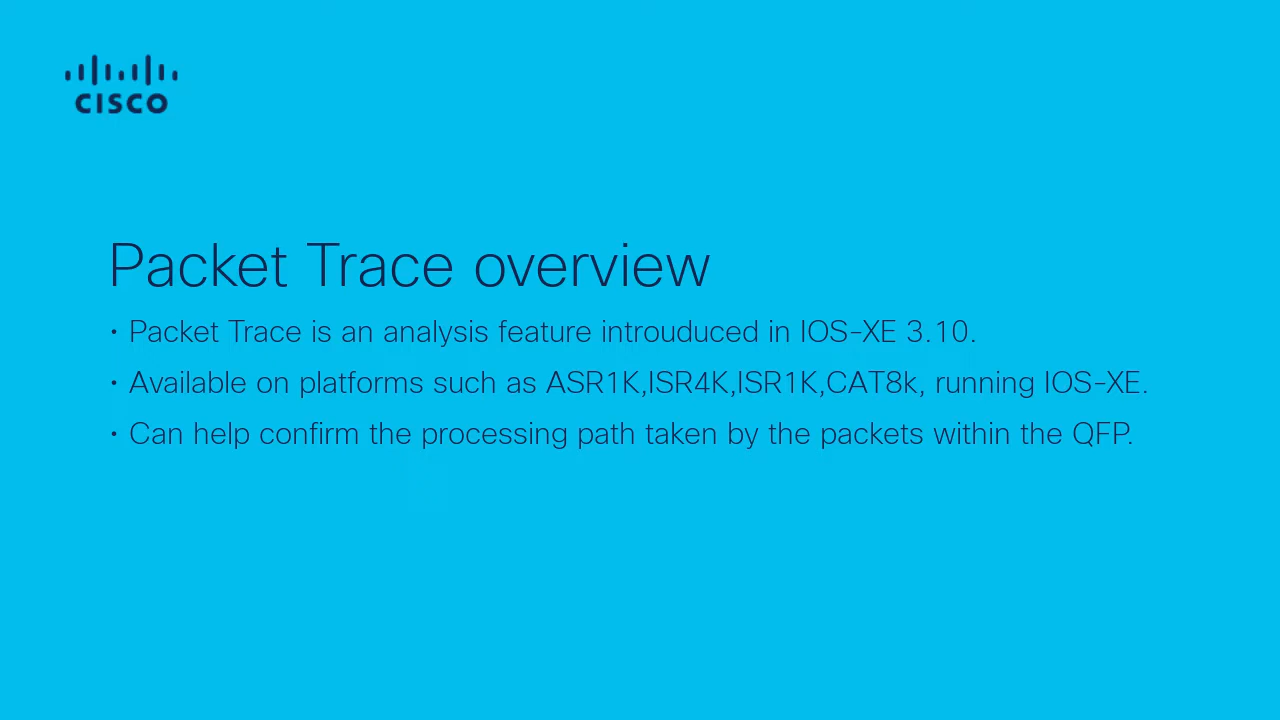 CISCO
Packet Trace overview
• Packet Trace is an analysis feature introuduced in IOS-XE 3.10.
• Available on platforms such as ASR1K,ISR4K,ISR1K,CAT8k, running IOS-XE.
• Can help confirm the processing path taken by the packets within the QFP.